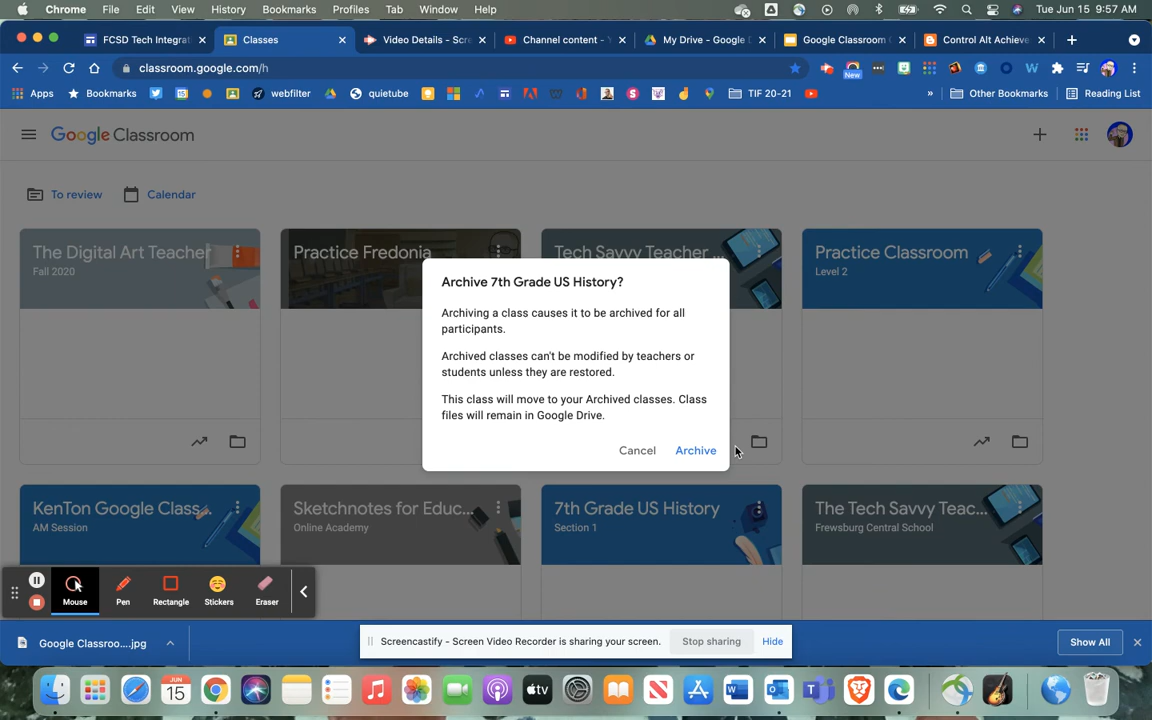 Chrome File Edit View History Bookmarks Profiles Tab Window Help Tue Jun 15 9:57 AM
FCSD Tech Integrat Classes Video Details - Scre Channel content - Y My Drive - Google D Google Classroom Control Alt Achieve
classroom.google.com/h New
Apps Bookmarks webfilter quietube TIF 20-21 » Other Bookmarks Reading List
Google Classroom
To review Calendar
The Digital Art Teacher Practice Fredonia Tech Savvy Teacher ... Practice Classroom
Fall 2020 Level 2
Archive 7th Grade US History?
Archiving a class causes it to be archived for all
participants.
Archived classes can't be modified by teachers or
students unless they are restored.
This class will move to your Archived classes. Class
files will remain in Google Drive.
Cancel Archive
KenTon Google Class... Sketchnotes for Educ... 7th Grade US History The Tech Savvy Teac...
AM Session Online Academy Section 1 Frewsburg Central School
Mouse Pen Rectangle Stickers Eraser
Google Classroo....jpg Screencastify - Screen Video Recorder is sharing your screen. Stop sharing Hide Show All
JUN
15 tv